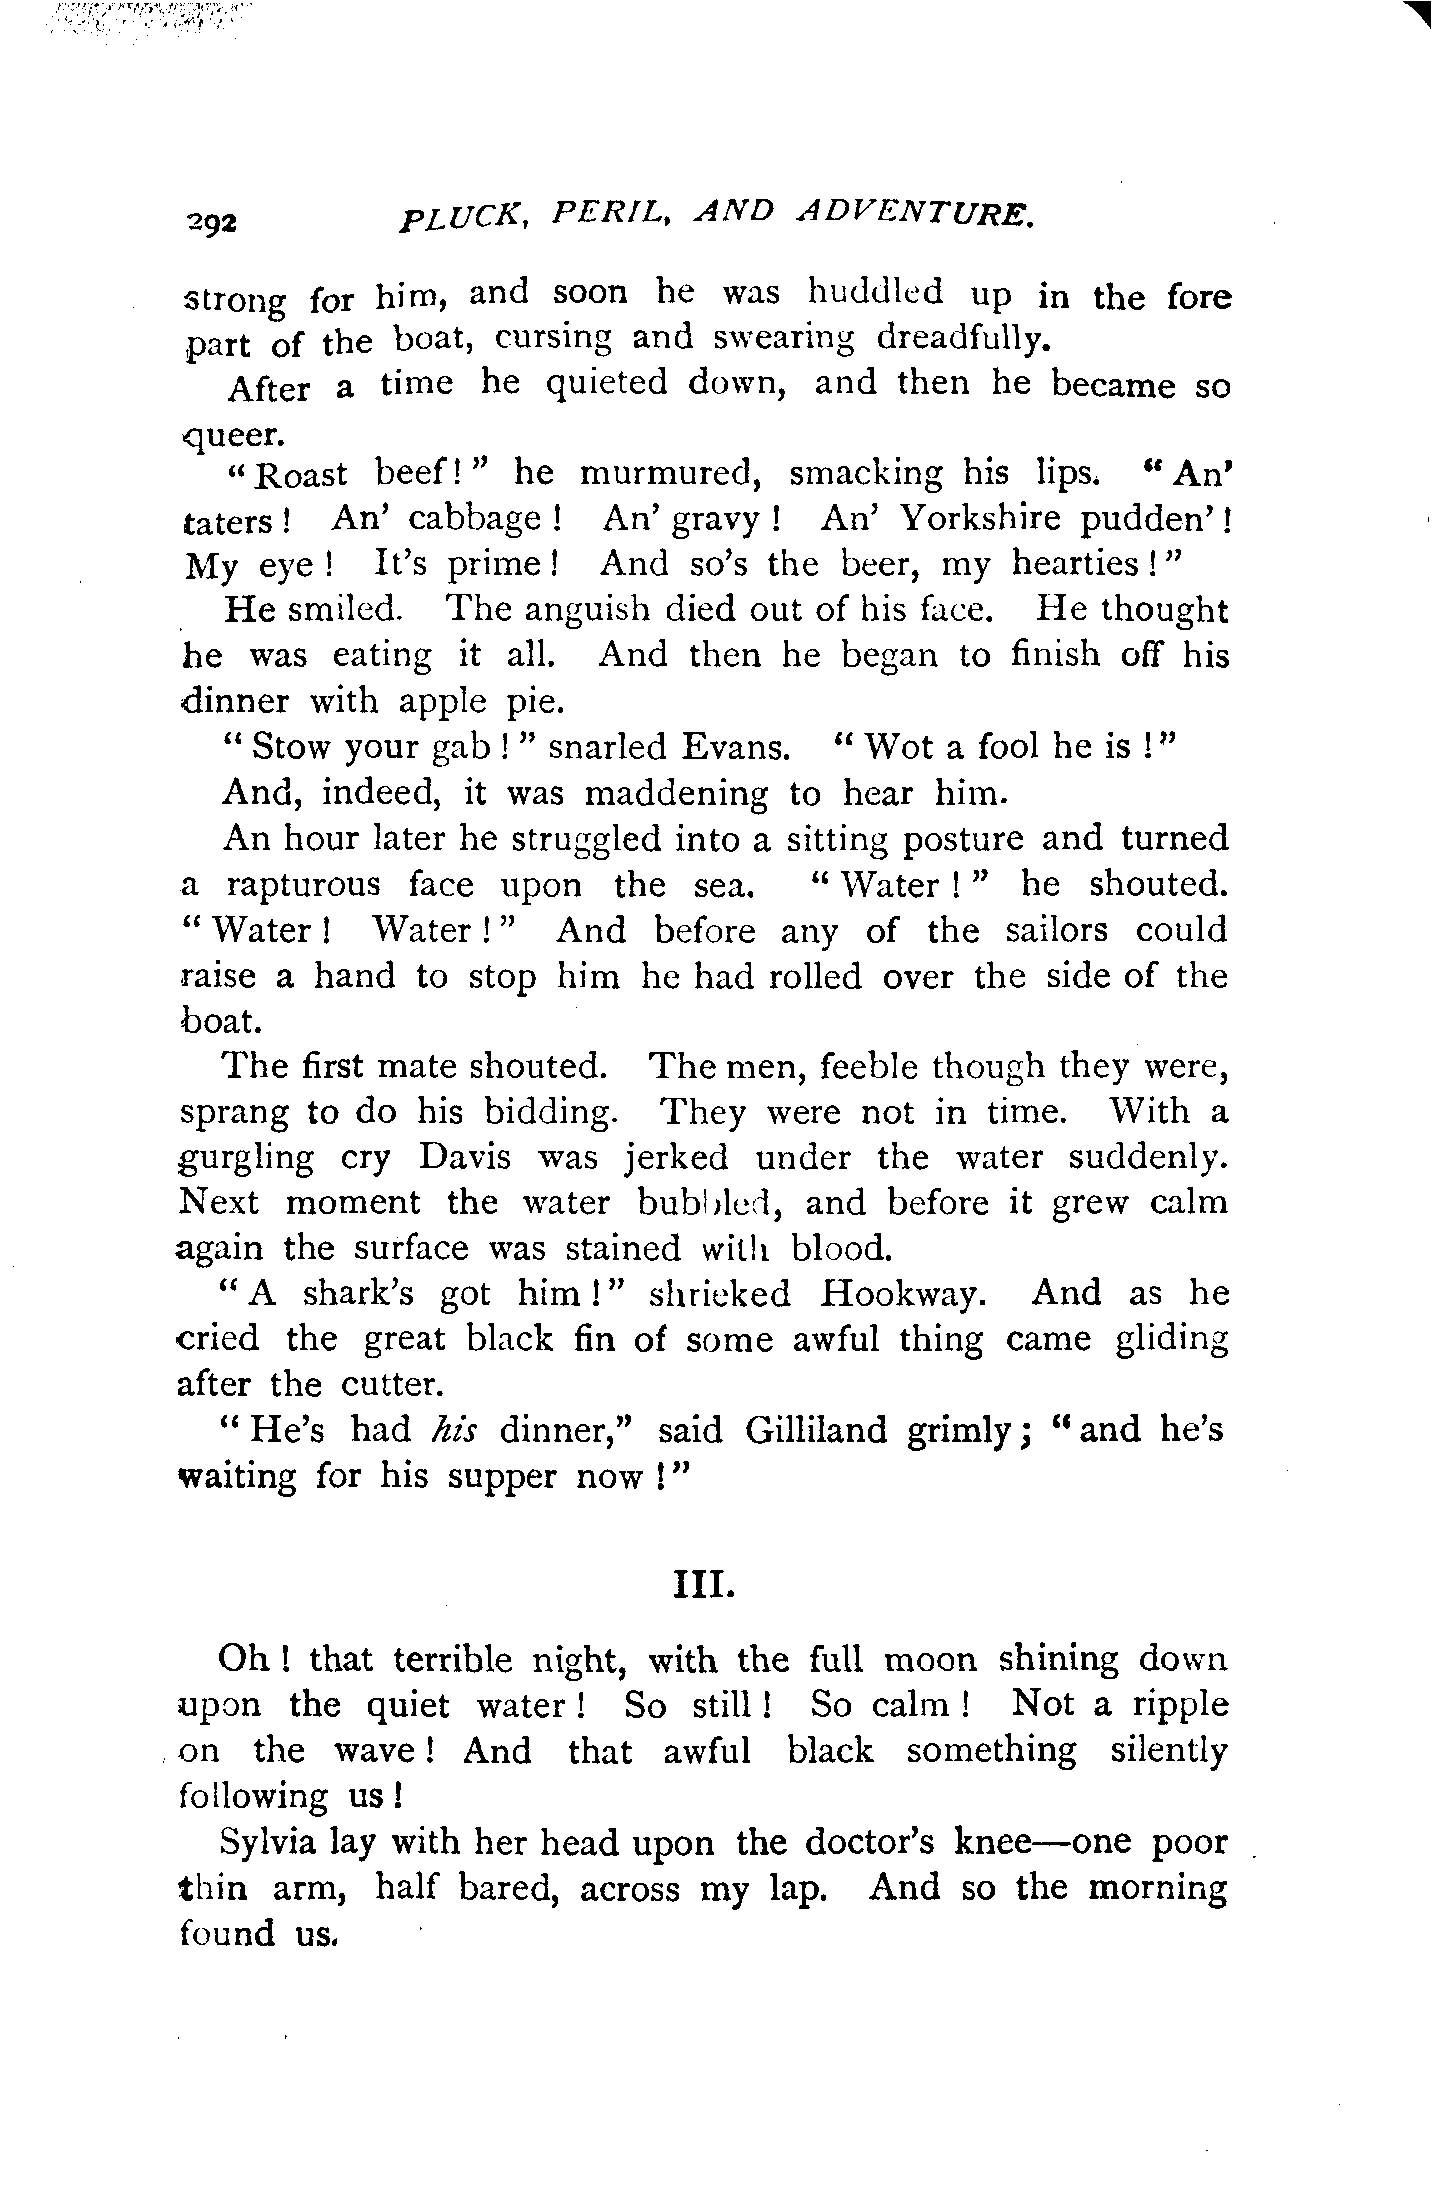 292 PLUCK, PERIL, AND ADVENTURE.
strong for him, and soon he was huddled up in the fore
part of the boat, cursing and swearing dreadfully.
After a time he quieted down, and then he became so
queer.
“Roast beef!” he murmured, smacking his lips. “An’
taters! An’ cabbage! An’ gravy! An’ Yorkshire pudden’!
My eye! It’s prime! And so’s the beer, my hearties!”
He smiled. The anguish died out of his face. He thought
he was eating it all. And then he began to finish off his
dinner with apple pie.
“Stow your gab!” snarled Evans. “Wot a fool he is!”
And, indeed, it was maddening to hear him.
An hour later he struggled into a sitting posture and turned
a rapturous face upon the sea. “Water!” he shouted.
“Water! Water!” And before any of the sailors could
raise a hand to stop him he had rolled over the side of the
boat.
The first mate shouted. The men, feeble though they were,
sprang to do his bidding. They were not in time. With a
gurgling cry Davis was jerked under the water suddenly.
Next moment the water bubbled, and before it grew calm
again the surface was stained with blood.
“A shark’s got him!” shrieked Hookway. And as he
cried the great black fin of some awful thing came gliding
after the cutter.
“He’s had his dinner,” said Gilliland grimly; “and he’s
waiting for his supper now!”
III.
Oh! that terrible night, with the full moon shining down
upon the quiet water! So still! So calm! Not a ripple
on the wave! And that awful black something silently
following us!
Sylvia lay with her head upon the doctor’s knee—one poor
thin arm, half bared, across my lap. And so the morning
found us.